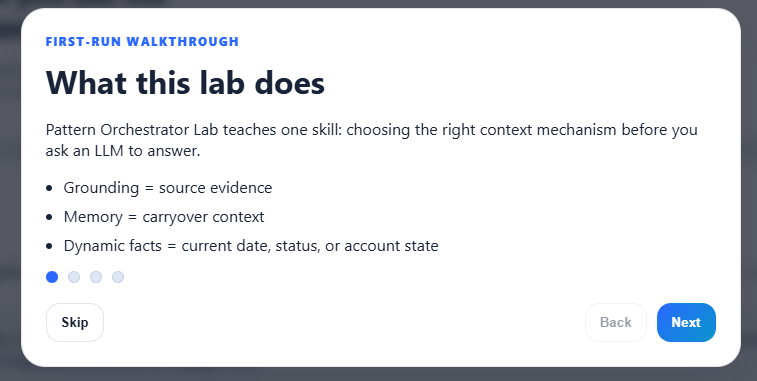 FIRST-RUN WALKTHROUGH
What this lab does
Pattern Orchestrator Lab teaches one skill: choosing the right context mechanism before you
ask an LLM to answer.
• Grounding = source evidence
• Memory = carryover context
• Dynamic facts = current date, status, or account state
Skip
Back
Next